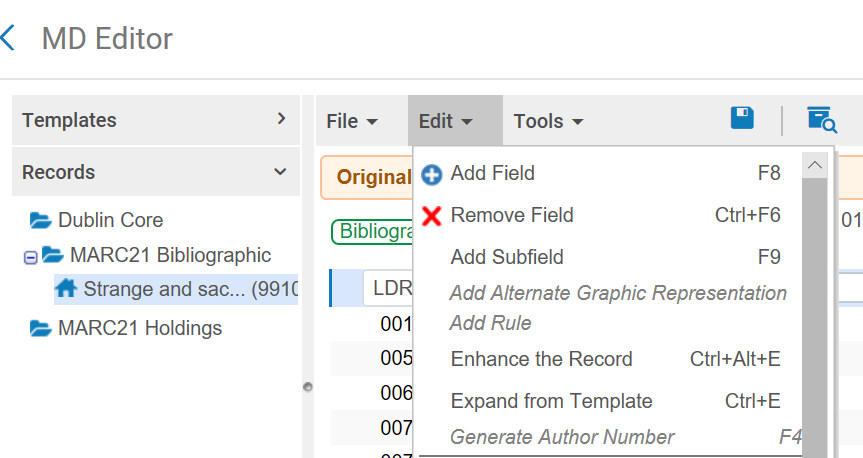 MD Editor
Templates
Records
Dublin Core
MARC21 Bibliographic
Strange and sac... (9910
MARC21 Holdings
File Edit Tools
Original
Bibliogra
01
LDR
001
005
006
007
Add Field F8
Remove Field Ctrl+F6
Add Subfield F9
Add Alternate Graphic Representation
Add Rule
Enhance the Record Ctrl+Alt+E
Expand from Template Ctrl+E
Generate Author Number F4